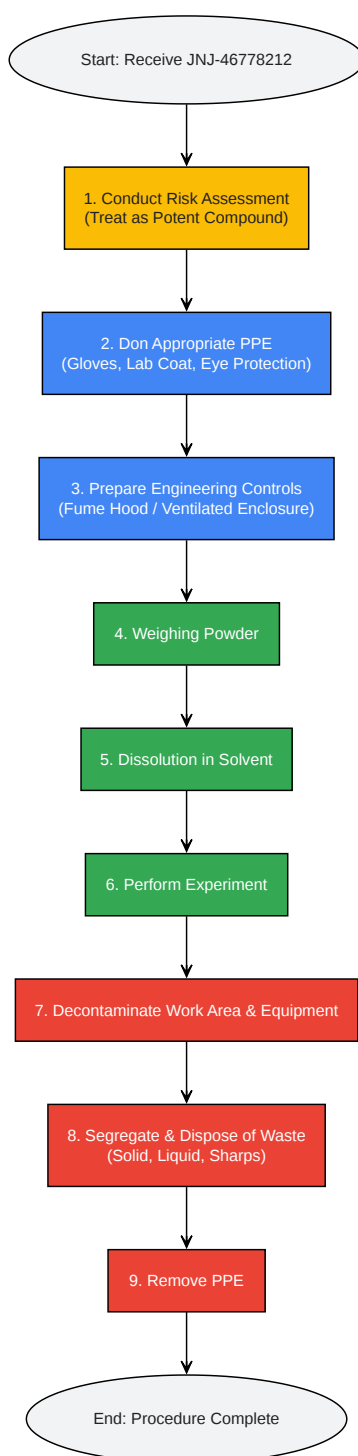 Start: Receive JNJ-46778212
1. Conduct Risk Assessment
(Treat as Potent Compound)
2. Don Appropriate PPE
(Gloves, Lab Coat, Eye Protection)
3. Prepare Engineering Controls
(Fume Hood / Ventilated Enclosure)
4. Weighing Powder
5. Dissolution in Solvent
6. Perform Experiment
7. Decontaminate Work Area & Equipment
8. Segregate & Dispose of Waste
(Solid, Liquid, Sharps)
9. Remove PPE
End: Procedure Complete